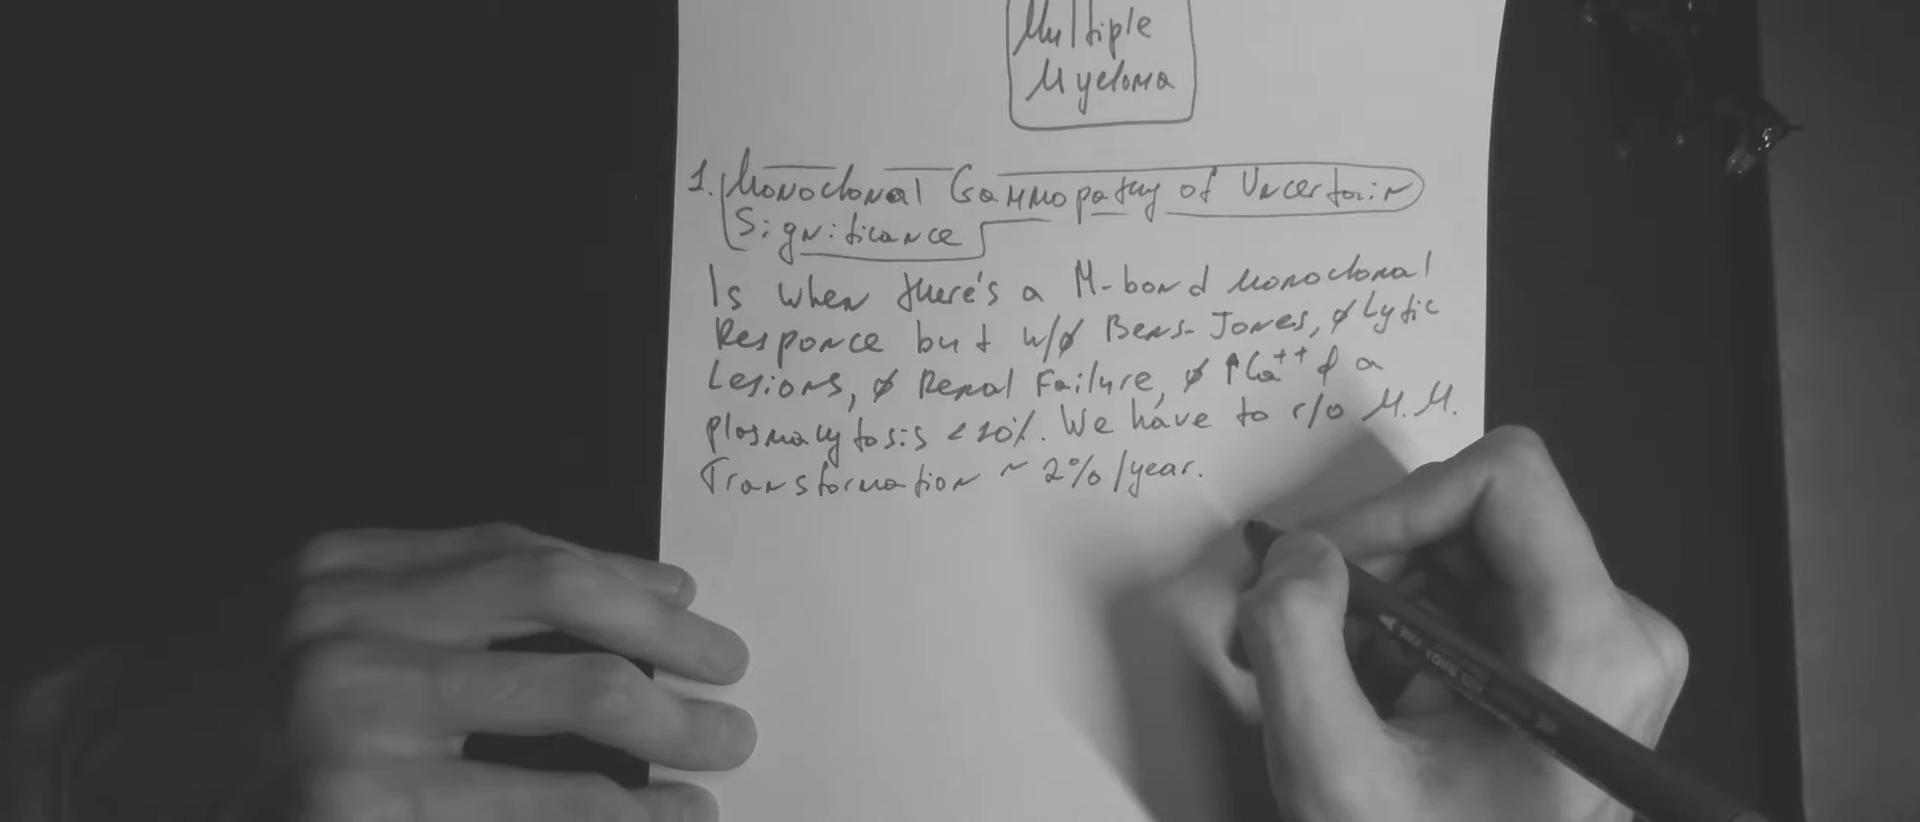 Multiple
Myeloma
1. Monoclonal Gammopathy of Uncertain
Significance
Is when there's a M-band monoclonal
Responce but w/ø Bens-Jones, ø Lytic
Lesions, ø Renal Failure, ø ↑Ca⁺⁺ & a
plasmacytosis <10%. We have to r/o M.M.
Transformation ~ 2%/year.